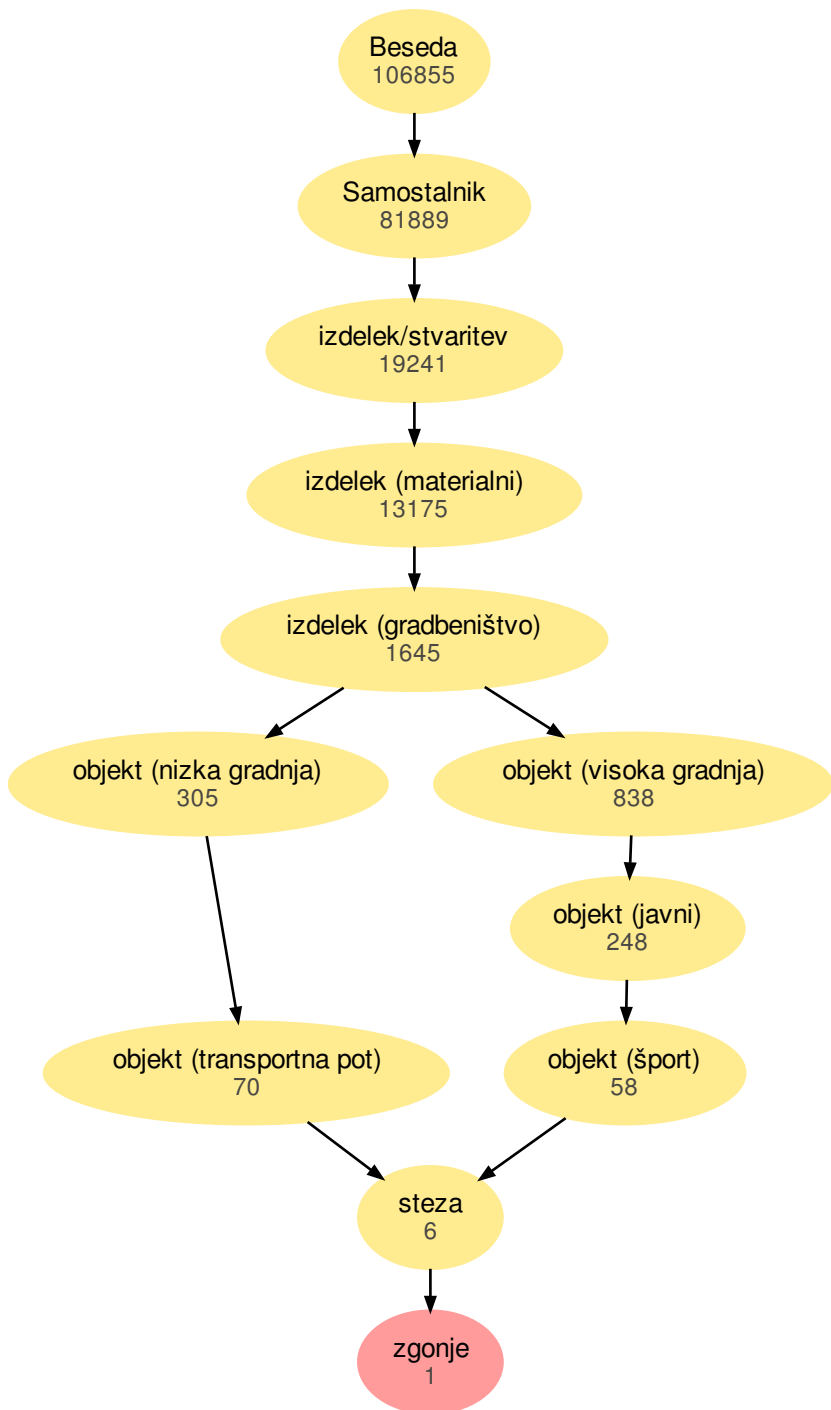 Beseda
106855
Samostalnik
81889
izdelek/stvaritev
19241
izdelek (materialni)
13175
izdelek (gradbeništvo)
1645
objekt (nizka gradnja)
305
objekt (visoka gradnja)
838
objekt (javni)
248
objekt (transportna pot)
70
objekt (šport)
58
steza
6
zgonje
1